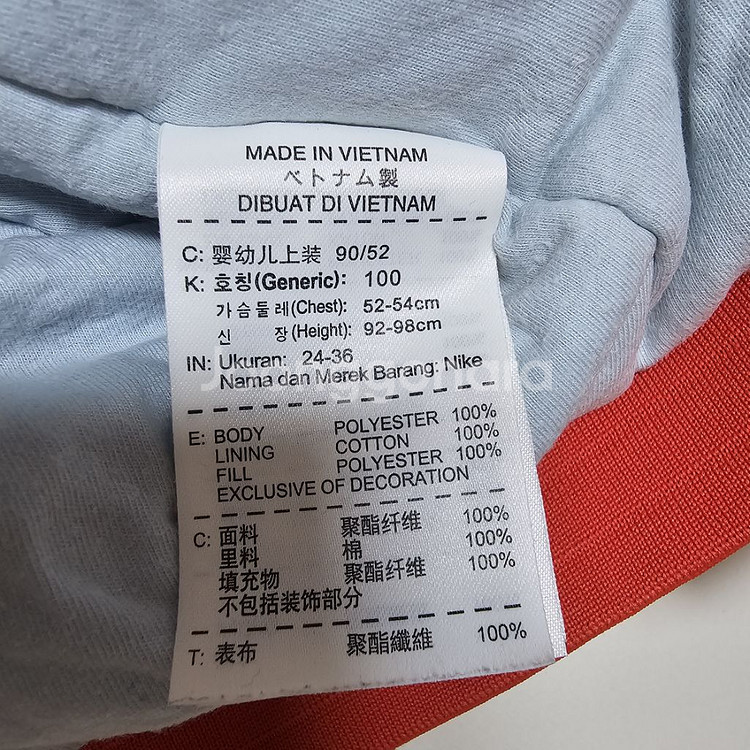 MADE IN VIETNAM
ベトナム製
DIBUAT DI VIETNAM
C: 婴幼儿上装 90/52
K: 호칭(Generic): 100
가슴둘레(Chest): 52-54cm
신 장(Height): 92-98cm
IN: Ukuran: 24-36
Nama dan Merek Barang: Nike
E: BODY POLYESTER 100%
LINING COTTON 100%
FILL POLYESTER 100%
EXCLUSIVE OF DECORATION
C: 面料 聚酯纤维 100%
里料 棉 100%
填充物 聚酯纤维 100%
不包括装饰部分
T: 表布 聚酯纖維 100%